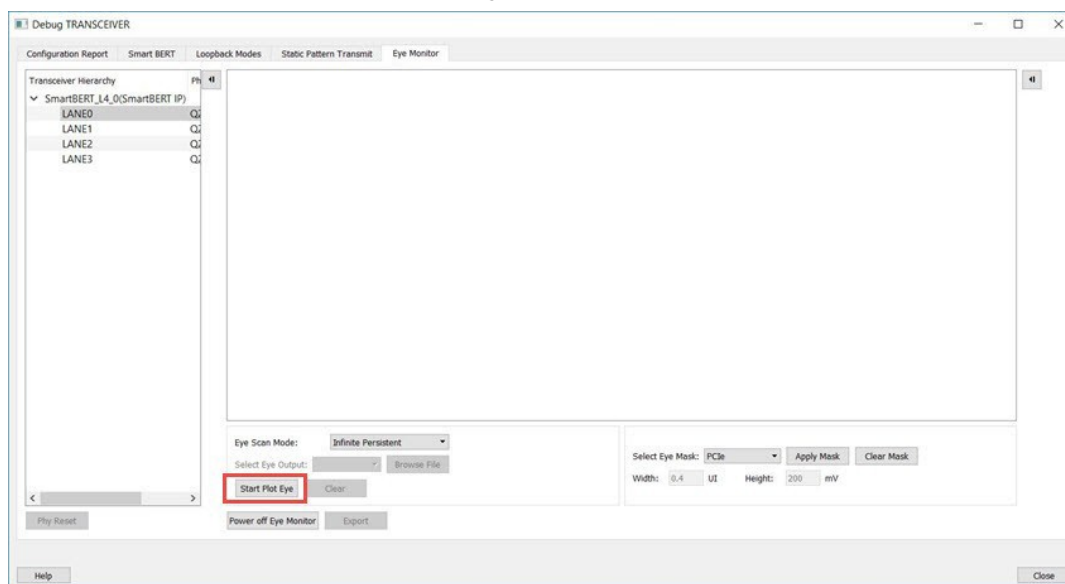 Debug TRANSCEIVER
Configuration Report Smart BERT Loopback Modes Static Pattern Transmit Eye Monitor
Transceiver Hierarchy Ph
SmartBERT_L4_0(SmartBERT IP)
LANE0
LANE1
LANE2
LANE3
Eye Scan Mode: Infinite Persistent
Select Eye Output: Browse File
Start Plot Eye Clear
Select Eye Mask: PCIe Apply Mask Clear Mask
Width: 0.4 UI Height: 200 mV
Phy Reset Power off Eye Monitor Export
Help Close